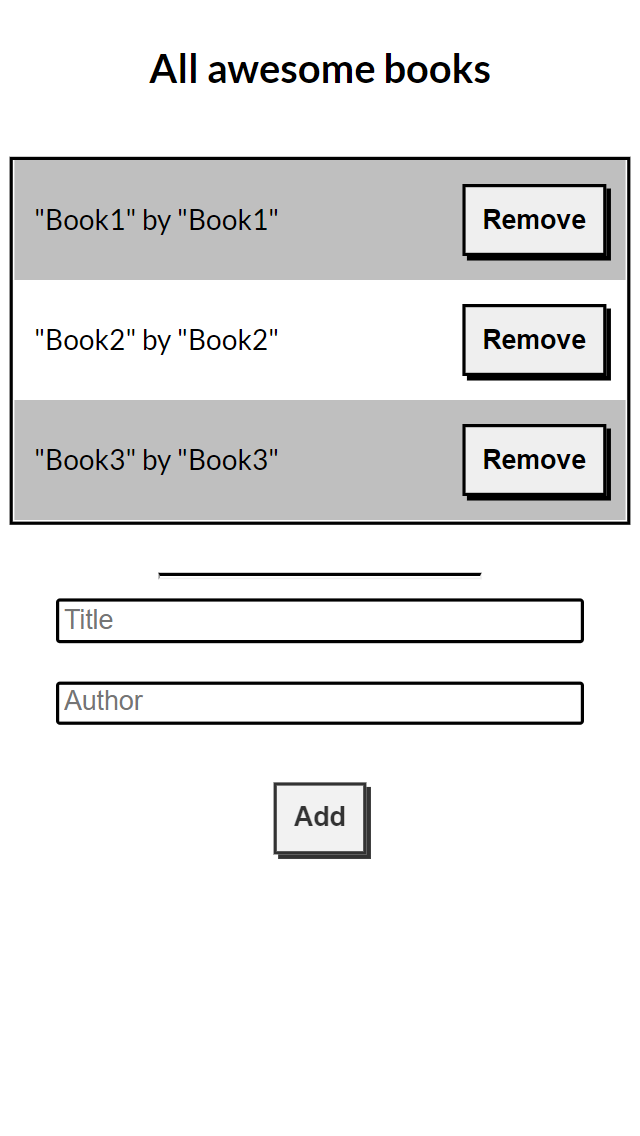 All awesome books
"Book1" by "Book1"
Remove
"Book2" by "Book2"
Remove
"Book3" by "Book3"
Remove
Title
Author
Add